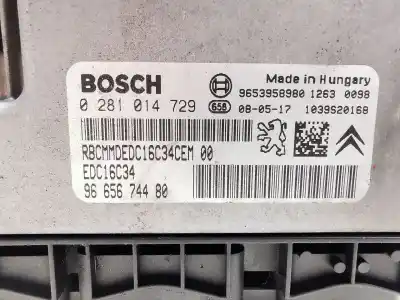 BOSCH
Made in Hungary
9653958980 1263 0098
0 281 014 729 658 08-05-17 1039S20168
RBCMMDEDC16C34CEM 00
EDC16C34
96 656 744 80